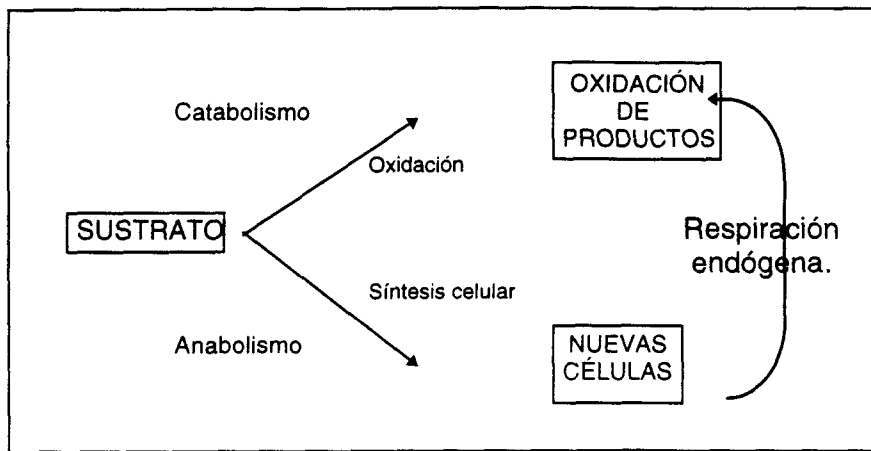 Catabolismo
OXIDACIÓN
DE
PRODUCTOS
Oxidación
SUSTRATO
Respiración
endógena.
Síntesis celular
Anabolismo
NUEVAS
CÉLULAS